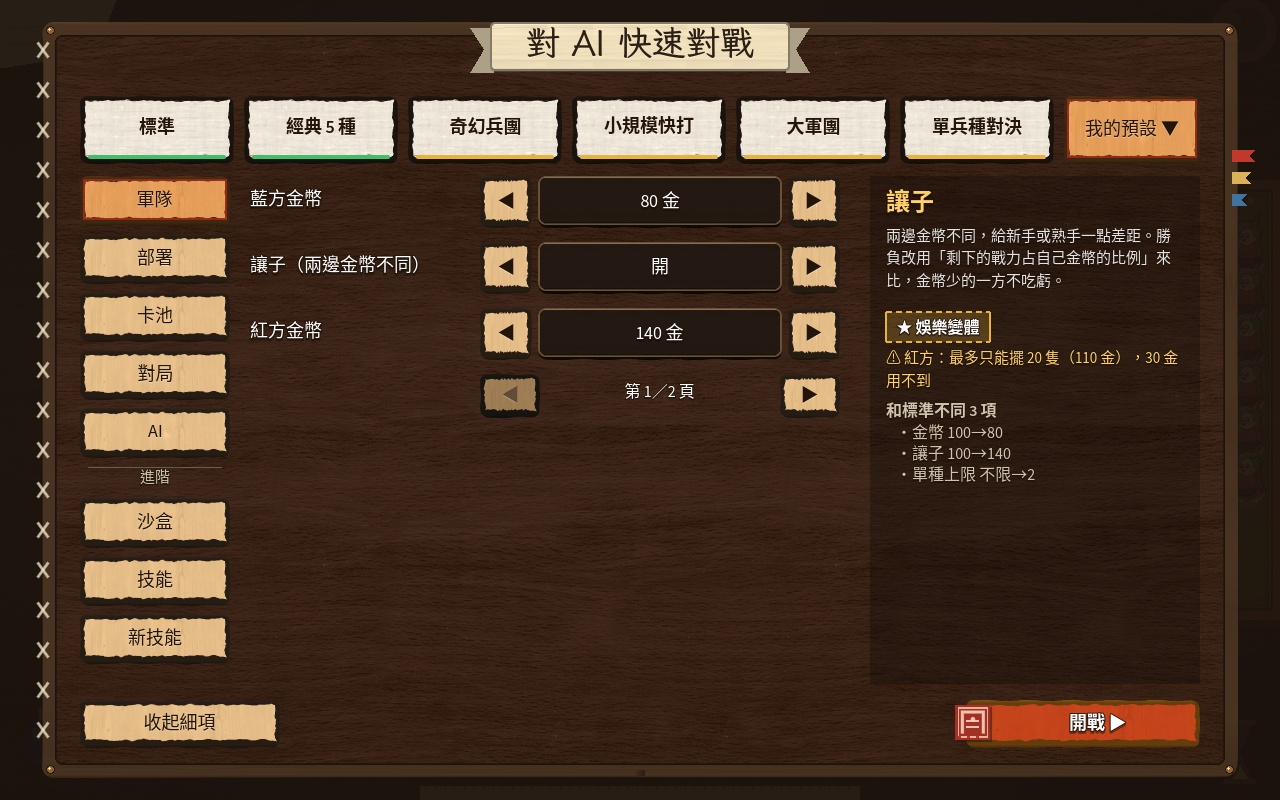 對 AI 快速對戰
標準
經典 5 種
奇幻兵團
小規模快打
大軍團
單兵種對決
我的預設 ▼
軍隊
部署
卡池
對局
AI
進階
沙盒
技能
新技能
藍方金幣
◀
80 金
▶
讓子（兩邊金幣不同）
◀
開
▶
紅方金幣
◀
140 金
▶
◀
第 1／2 頁
▶
讓子
兩邊金幣不同，給新手或熟手一點差距。勝
負改用「剩下的戰力占自己金幣的比例」來
比，金幣少的一方不吃虧。
★ 娛樂變體
⚠ 紅方：最多只能擺 20 隻（110 金），30 金
用不到
和標準不同 3 項
・金幣 100→80
・讓子 100→140
・單種上限 不限→2
收起細項
開戰 ▶